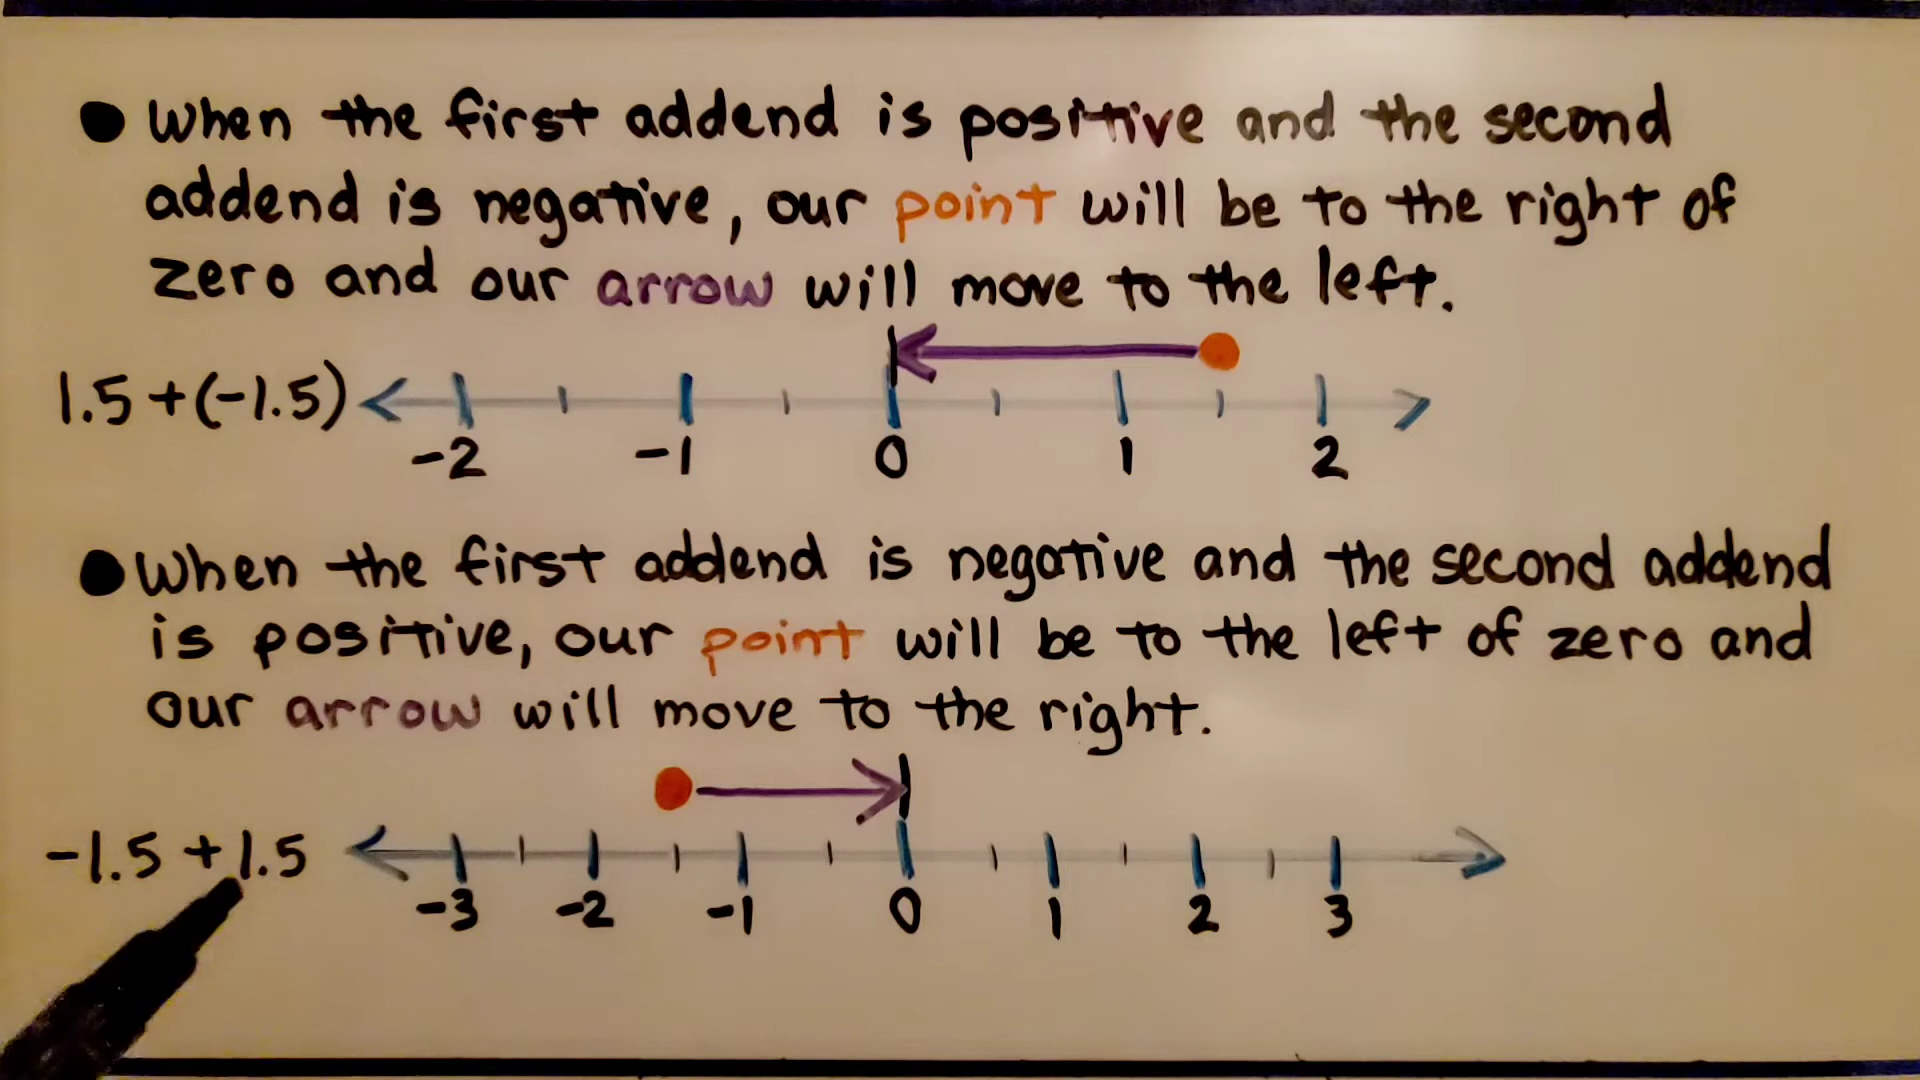 ● When the first addend is positive and the second
addend is negative, our point will be to the right of
zero and our arrow will move to the left.
1.5 + (-1.5)
-2 -1 0 1 2
● When the first addend is negative and the second addend
is positive, our point will be to the left of zero and
our arrow will move to the right.
-1.5 + 1.5
-3 -2 -1 0 1 2 3